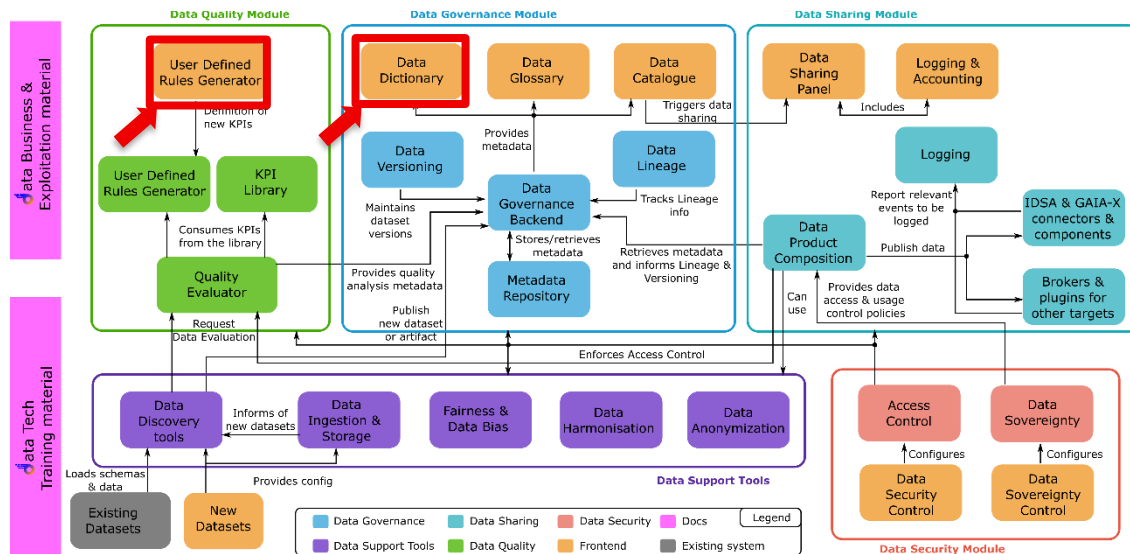 Data Quality Module
Data Governance Module
Data Sharing Module
data Business &
Exploitation material
User Defined
Rules Generator
Data
Dictionary
Data
Glossary
Data
Catalogue
Data
Sharing
Panel
Logging &
Accounting
Definition of
new KPIs
Provides
metadata
Triggers data
sharing
Includes
User Defined
Rules Generator
KPI
Library
Data
Versioning
Data
Lineage
Logging
Data
Governance
Backend
Maintains
dataset
versions
Tracks Lineage
info
Report relevant
events to be
logged
IDSA & GAIA-X
connectors &
components
Consumes KPIs
from the library
Stores/retrieves
metadata
Retrieves metadata
and informs Lineage &
Versioning
Data
Product
Composition
Publish data
Quality
Evaluator
Provides quality
analysis metadata
Metadata
Repository
Can
use
Provides data
access & usage
control policies
Brokers &
plugins for
other targets
data Tech
Training material
Request
Data Evaluation
Publish
new dataset
or artifact
Enforces Access Control
Data
Discovery
tools
Informs of
new datasets
Data
Ingestion &
Storage
Fairness &
Data Bias
Data
Harmonisation
Data
Anonymization
Access
Control
Data
Sovereignty
Configures
Configures
Loads schemas
& data
Provides config
Data Support Tools
Existing
Datasets
New
Datasets
Data
Security
Control
Data
Sovereignty
Control
Legend
Data Governance
Data Sharing
Data Security
Docs
Data Support Tools
Data Quality
Frontend
Existing system
Data Security Module